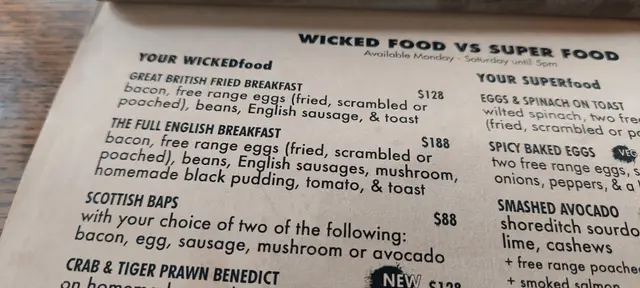 WICKED FOOD VS SUPER FOOD
Available Monday - Saturday until 5pm
YOUR WICKEDfood
GREAT BRITISH FRIED BREAKFAST $128
bacon, free range eggs (fried, scrambled or
poached), beans, English sausage, & toast
THE FULL ENGLISH BREAKFAST $188
bacon, free range eggs (fried, scrambled or
poached), beans, English sausages, mushroom,
homemade black pudding, tomato, & toast
SCOTTISH BAPS $88
with your choice of two of the following:
bacon, egg, sausage, mushroom or avocado
CRAB & TIGER PRAWN BENEDICT NEW $128
YOUR SUPERfood
EGGS & SPINACH ON TOAST
wilted spinach, two fre
(fried, scrambled or po
SPICY BAKED EGGS VEG
two free range eggs, s
onions, peppers, & a
SMASHED AVOCADO
shoreditch sourdo
lime, cashews
+ free range poache
+ smoked salmon